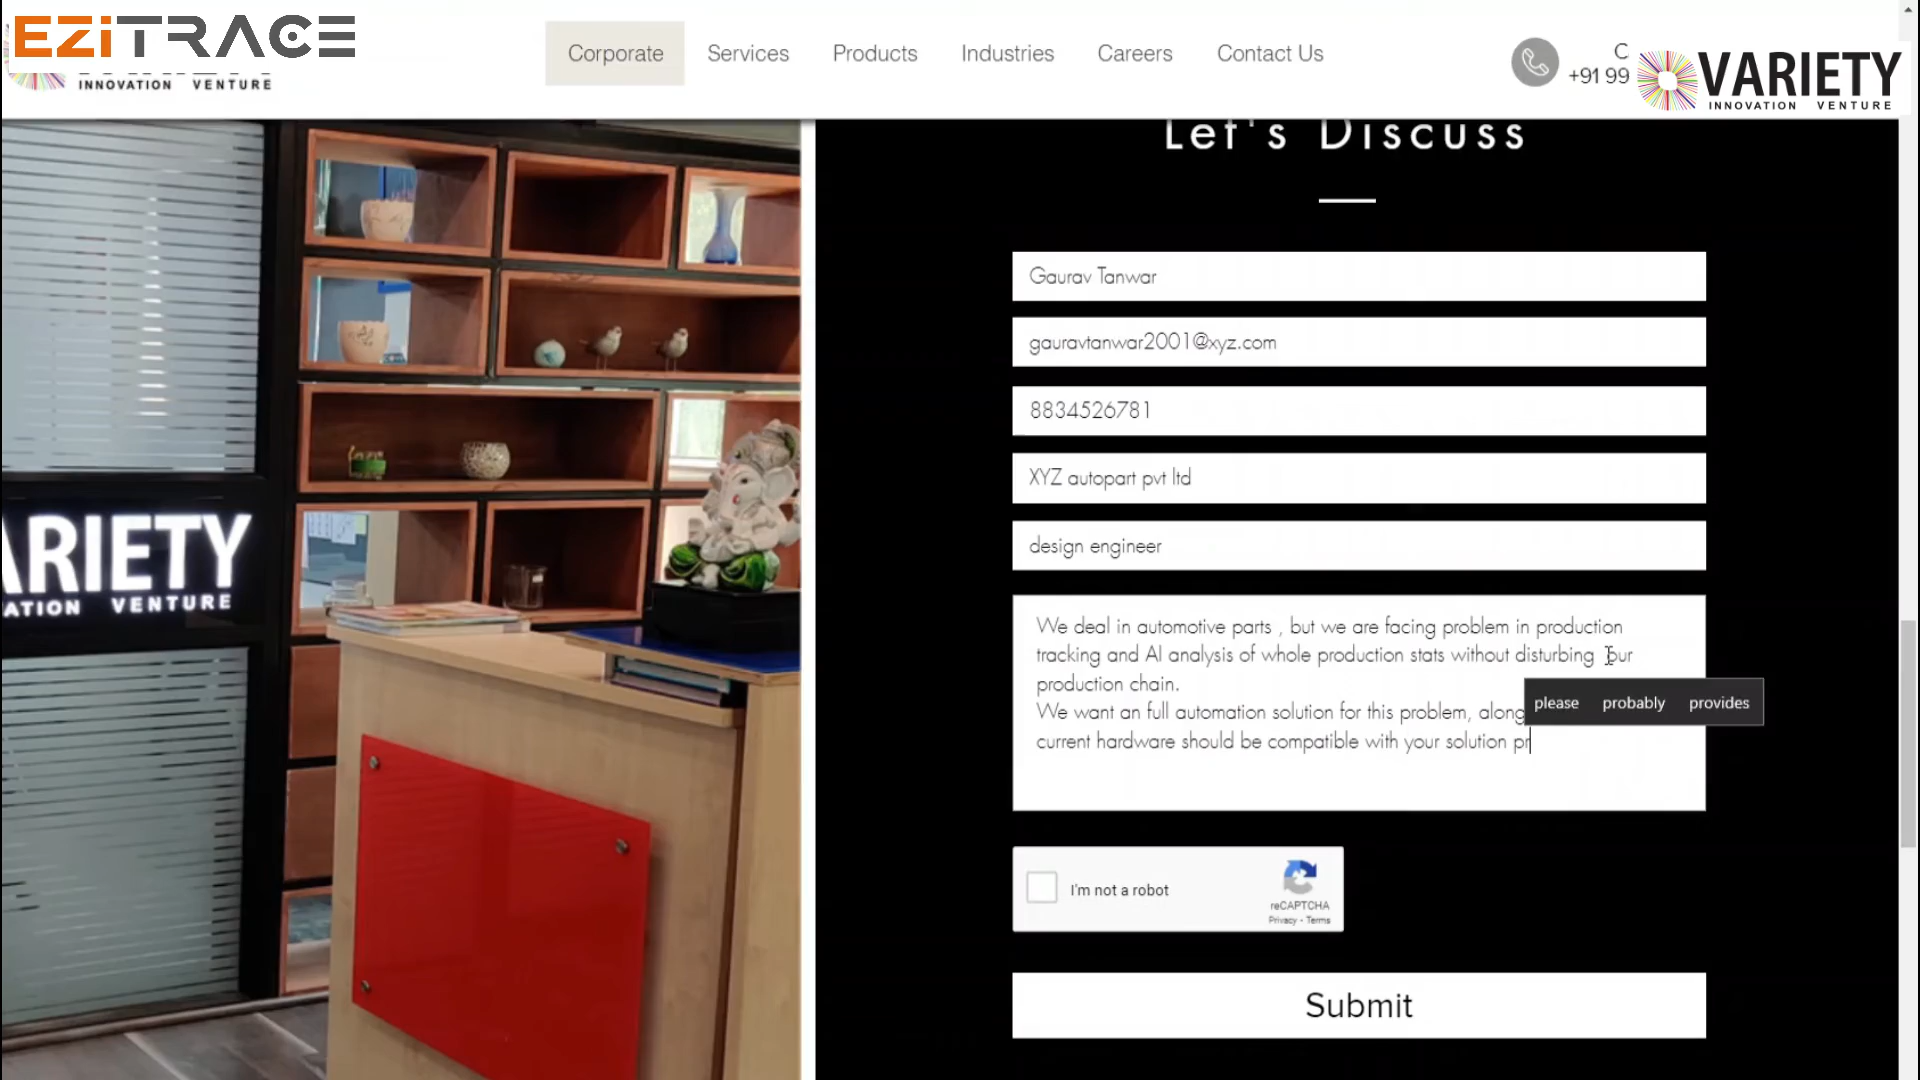 EZiTRACE
INNOVATION VENTURE
Corporate
Services
Products
Industries
Careers
Contact Us
C
+91 99
VARIETY
INNOVATION VENTURE
Let's Discuss
Gaurav Tanwar
gauravtanwar2001@xyz.com
8834526781
XYZ autopart pvt ltd
design engineer
We deal in automotive parts , but we are facing problem in production
tracking and AI analysis of whole production stats without disturbing our
production chain.
We want an full automation solution for this problem, along
current hardware should be compatible with your solution pr
please probably provides
I'm not a robot
reCAPTCHA
Privacy - Terms
Submit
ARIETY
ATION VENTURE